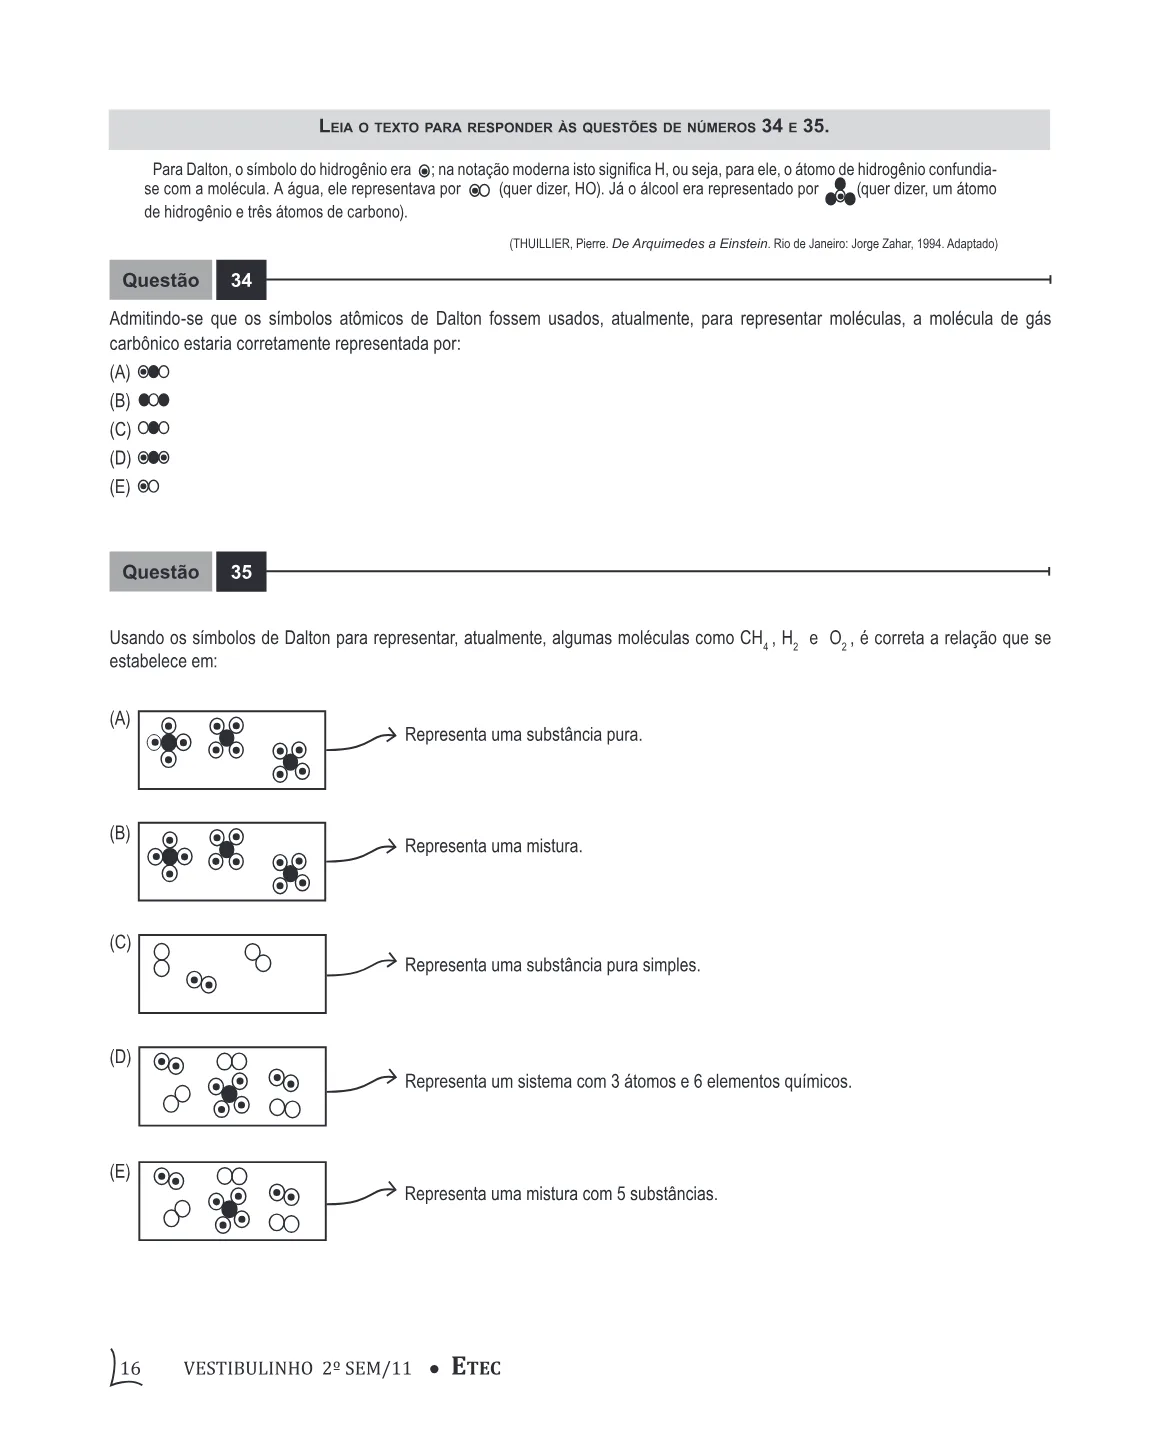 LEIA O TEXTO PARA RESPONDER ÀS QUESTÕES DE NÚMEROS 34 E 35.
Para Dalton, o símbolo do hidrogênio era ; na notação moderna isto significa H, ou seja, para ele, o átomo de hidrogênio confundia-
se com a molécula. A água, ele representava por (quer dizer, HO). Já o álcool era representado por (quer dizer, um átomo
de hidrogênio e três átomos de carbono).
(THUILLIER, Pierre. De Arquimedes a Einstein. Rio de Janeiro: Jorge Zahar, 1994. Adaptado)
Questão 34
Admitindo-se que os símbolos atômicos de Dalton fossem usados, atualmente, para representar moléculas, a molécula de gás
carbônico estaria corretamente representada por:
(A)
(B)
(C)
(D)
(E)
Questão 35
Usando os símbolos de Dalton para representar, atualmente, algumas moléculas como CH₄ , H₂ e O₂ , é correta a relação que se
estabelece em:
(A) Representa uma substância pura.
(B) Representa uma mistura.
(C) Representa uma substância pura simples.
(D) Representa um sistema com 3 átomos e 6 elementos químicos.
(E) Representa uma mistura com 5 substâncias.
16 VESTIBULINHO 2º SEM/11 • ETEC